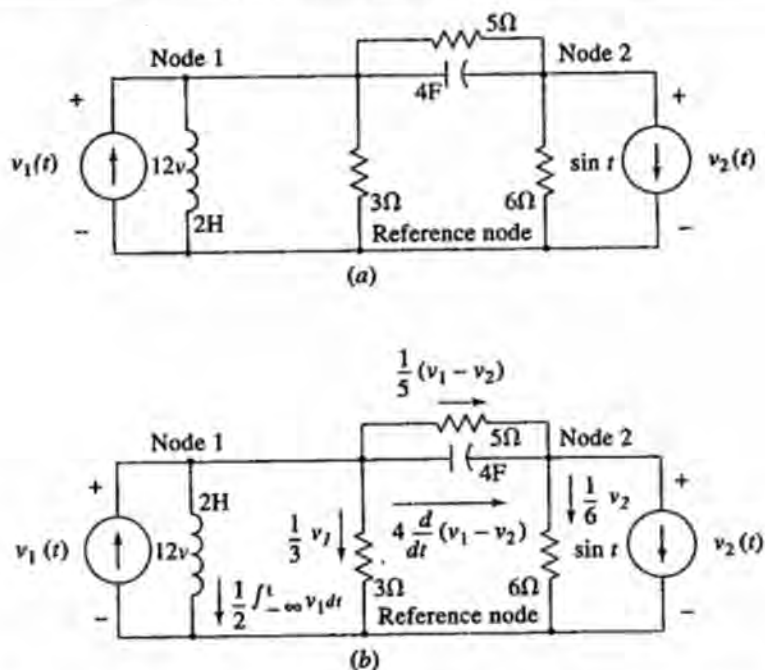 5Ω
Node 1
Node 2
4F
+
+
v₁(t)
12v
sin t
v₂(t)
3Ω
6Ω
2H
–
–
Reference node
(a)
1/5 (v₁ – v₂)
5Ω
Node 1
Node 2
4F
+
2H
+
1/6 v₂
1/3 v₁
4 d/dt (v₁ – v₂)
v₁(t)
12v
sin t
v₂(t)
3Ω
6Ω
–
1/2 ∫₋∞ᵗ v₁ dt
–
Reference node
(b)